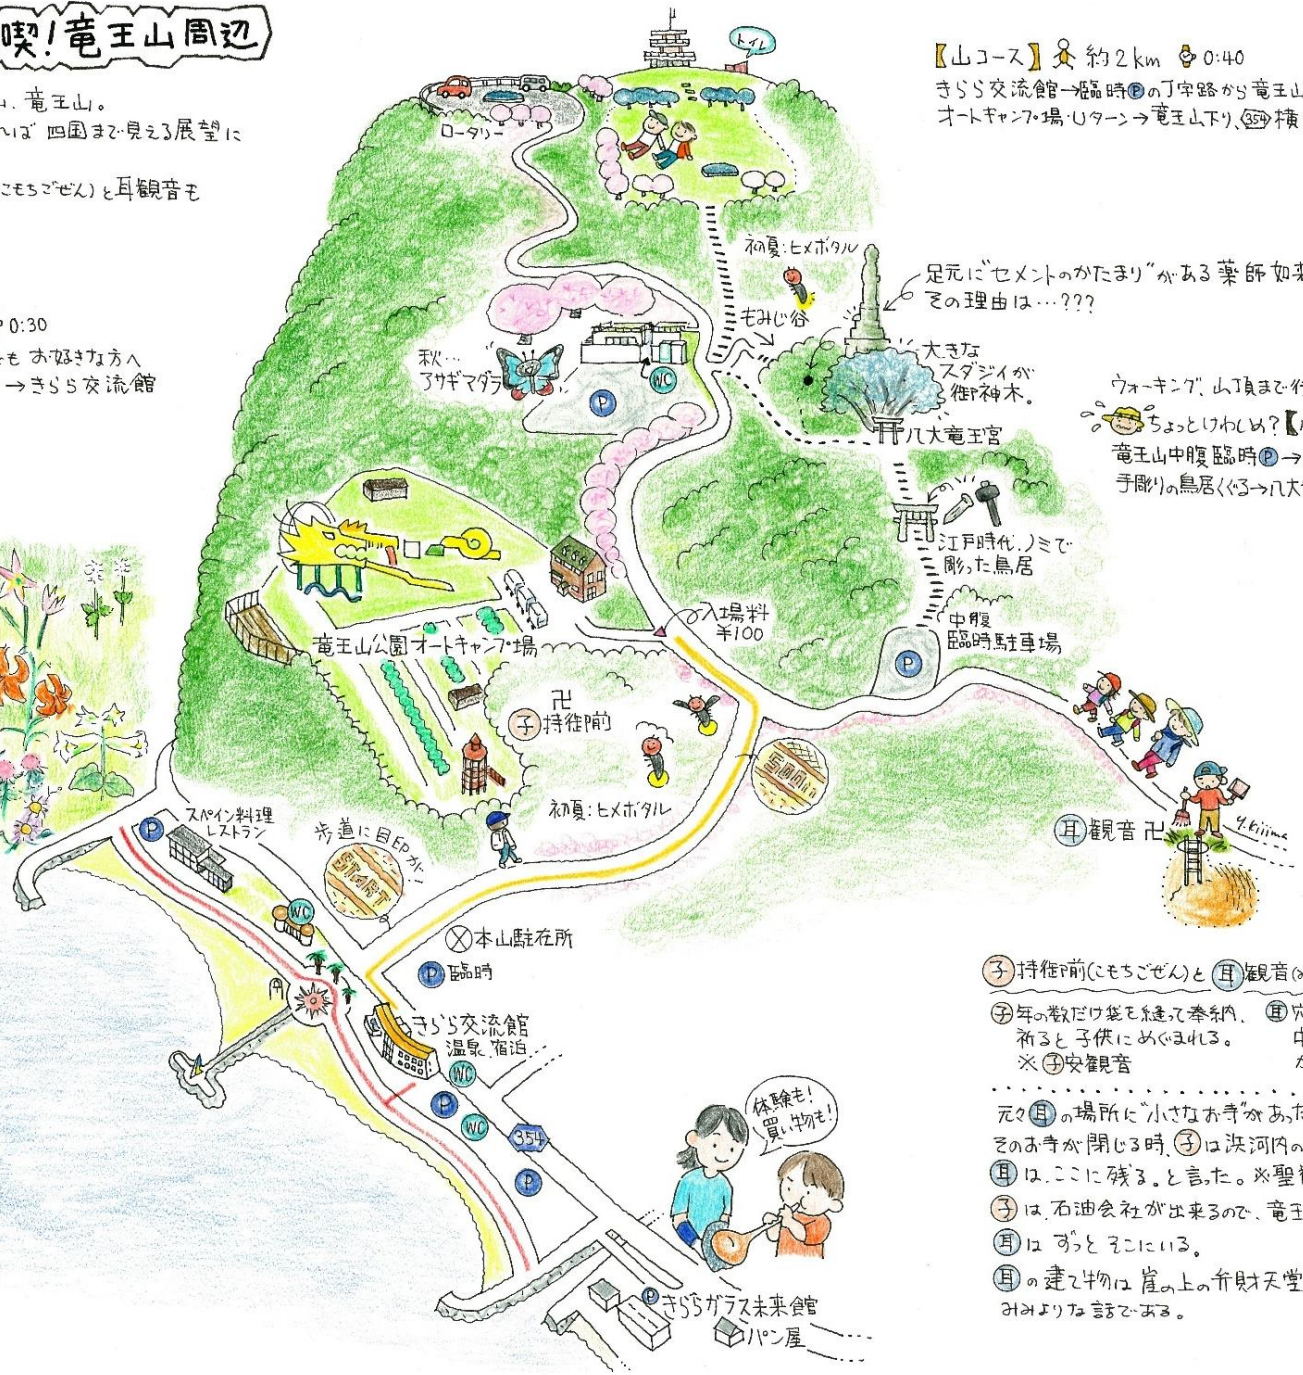 喫!竜王山周辺
、竜王山。
ば 四国まで見える展望に
こもちごぜん)と耳観音も
0:30
も お好きな方へ
→きらら交流館
【山コース】 約2km 0:40
きらら交流館→臨時Pの丁字路から竜王山
オートキャンプ場・Uターン→竜王山下り、354横
トイレ
ロータリー
初夏:ヒメボタル
足元に"セメントのかたまり"がある薬師如来
その理由は…???
もみじ谷
秋…
アサギマダラ
WC
P
大きな
スダジイが
御神木。
八大竜王宮
ウォーキング、山頂まで行
ちょっとけわしめ?【
竜王山中腹臨時P→
手彫りの鳥居くぐる→八大
江戸時代、ノミで
彫った鳥居
入場料
¥100
中腹
臨時駐車場
P
竜王山公園オートキャンプ場
卍
子持御前
初夏:ヒメボタル
500m
耳観音 卍
Y.Kiiima
P
スペイン料理
レストラン
歩道に目印が!
START
WC
本山駐在所
P臨時
きらら交流館
温泉、宿泊
WC
P
WC
354
P
体験も!
買い物も!
Pきららガラス未来館
パン屋
子持御前(こもちごぜん)と耳観音(
子年の数だけ袋を縫って奉納、
祈ると子供にめぐまれる。
※子安観音
耳穴
元々耳の場所に"小さなお寺"があった
そのお寺が閉じる時、子は浜河内の
耳は、ここに残る。と言った。※聖
子は、石油会社が出来るので、竜王
耳は ずっと そこにいる。
耳の建て物は崖の上の弁財天堂
みみよりな話である。